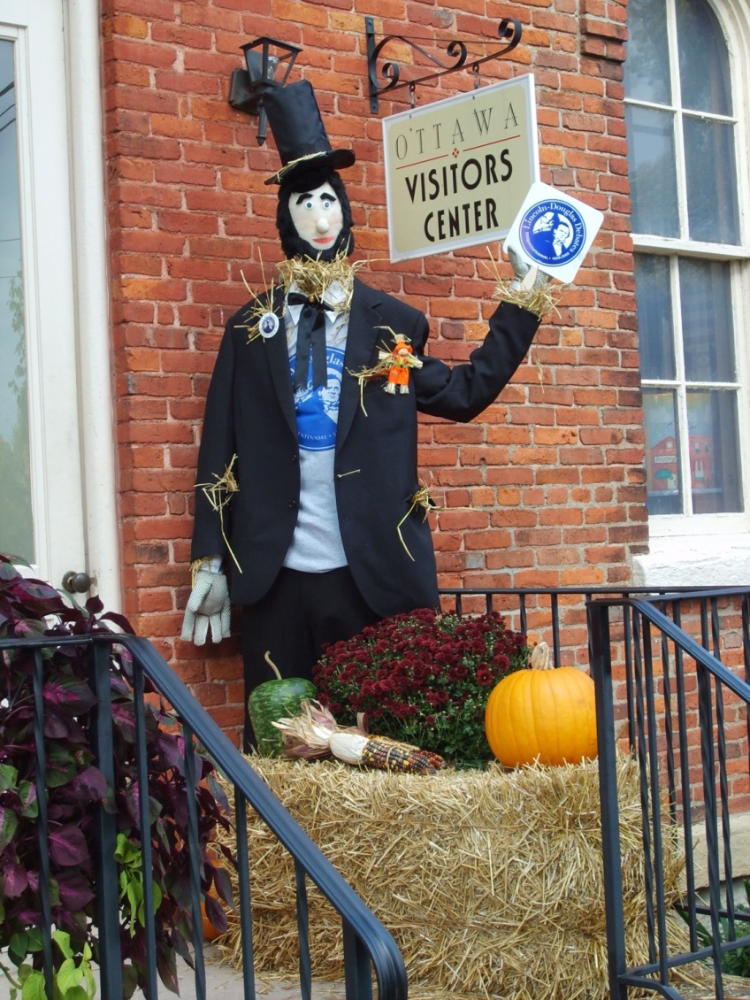 OTTAWA
VISITORS
CENTER
Lincoln-Douglas Debates